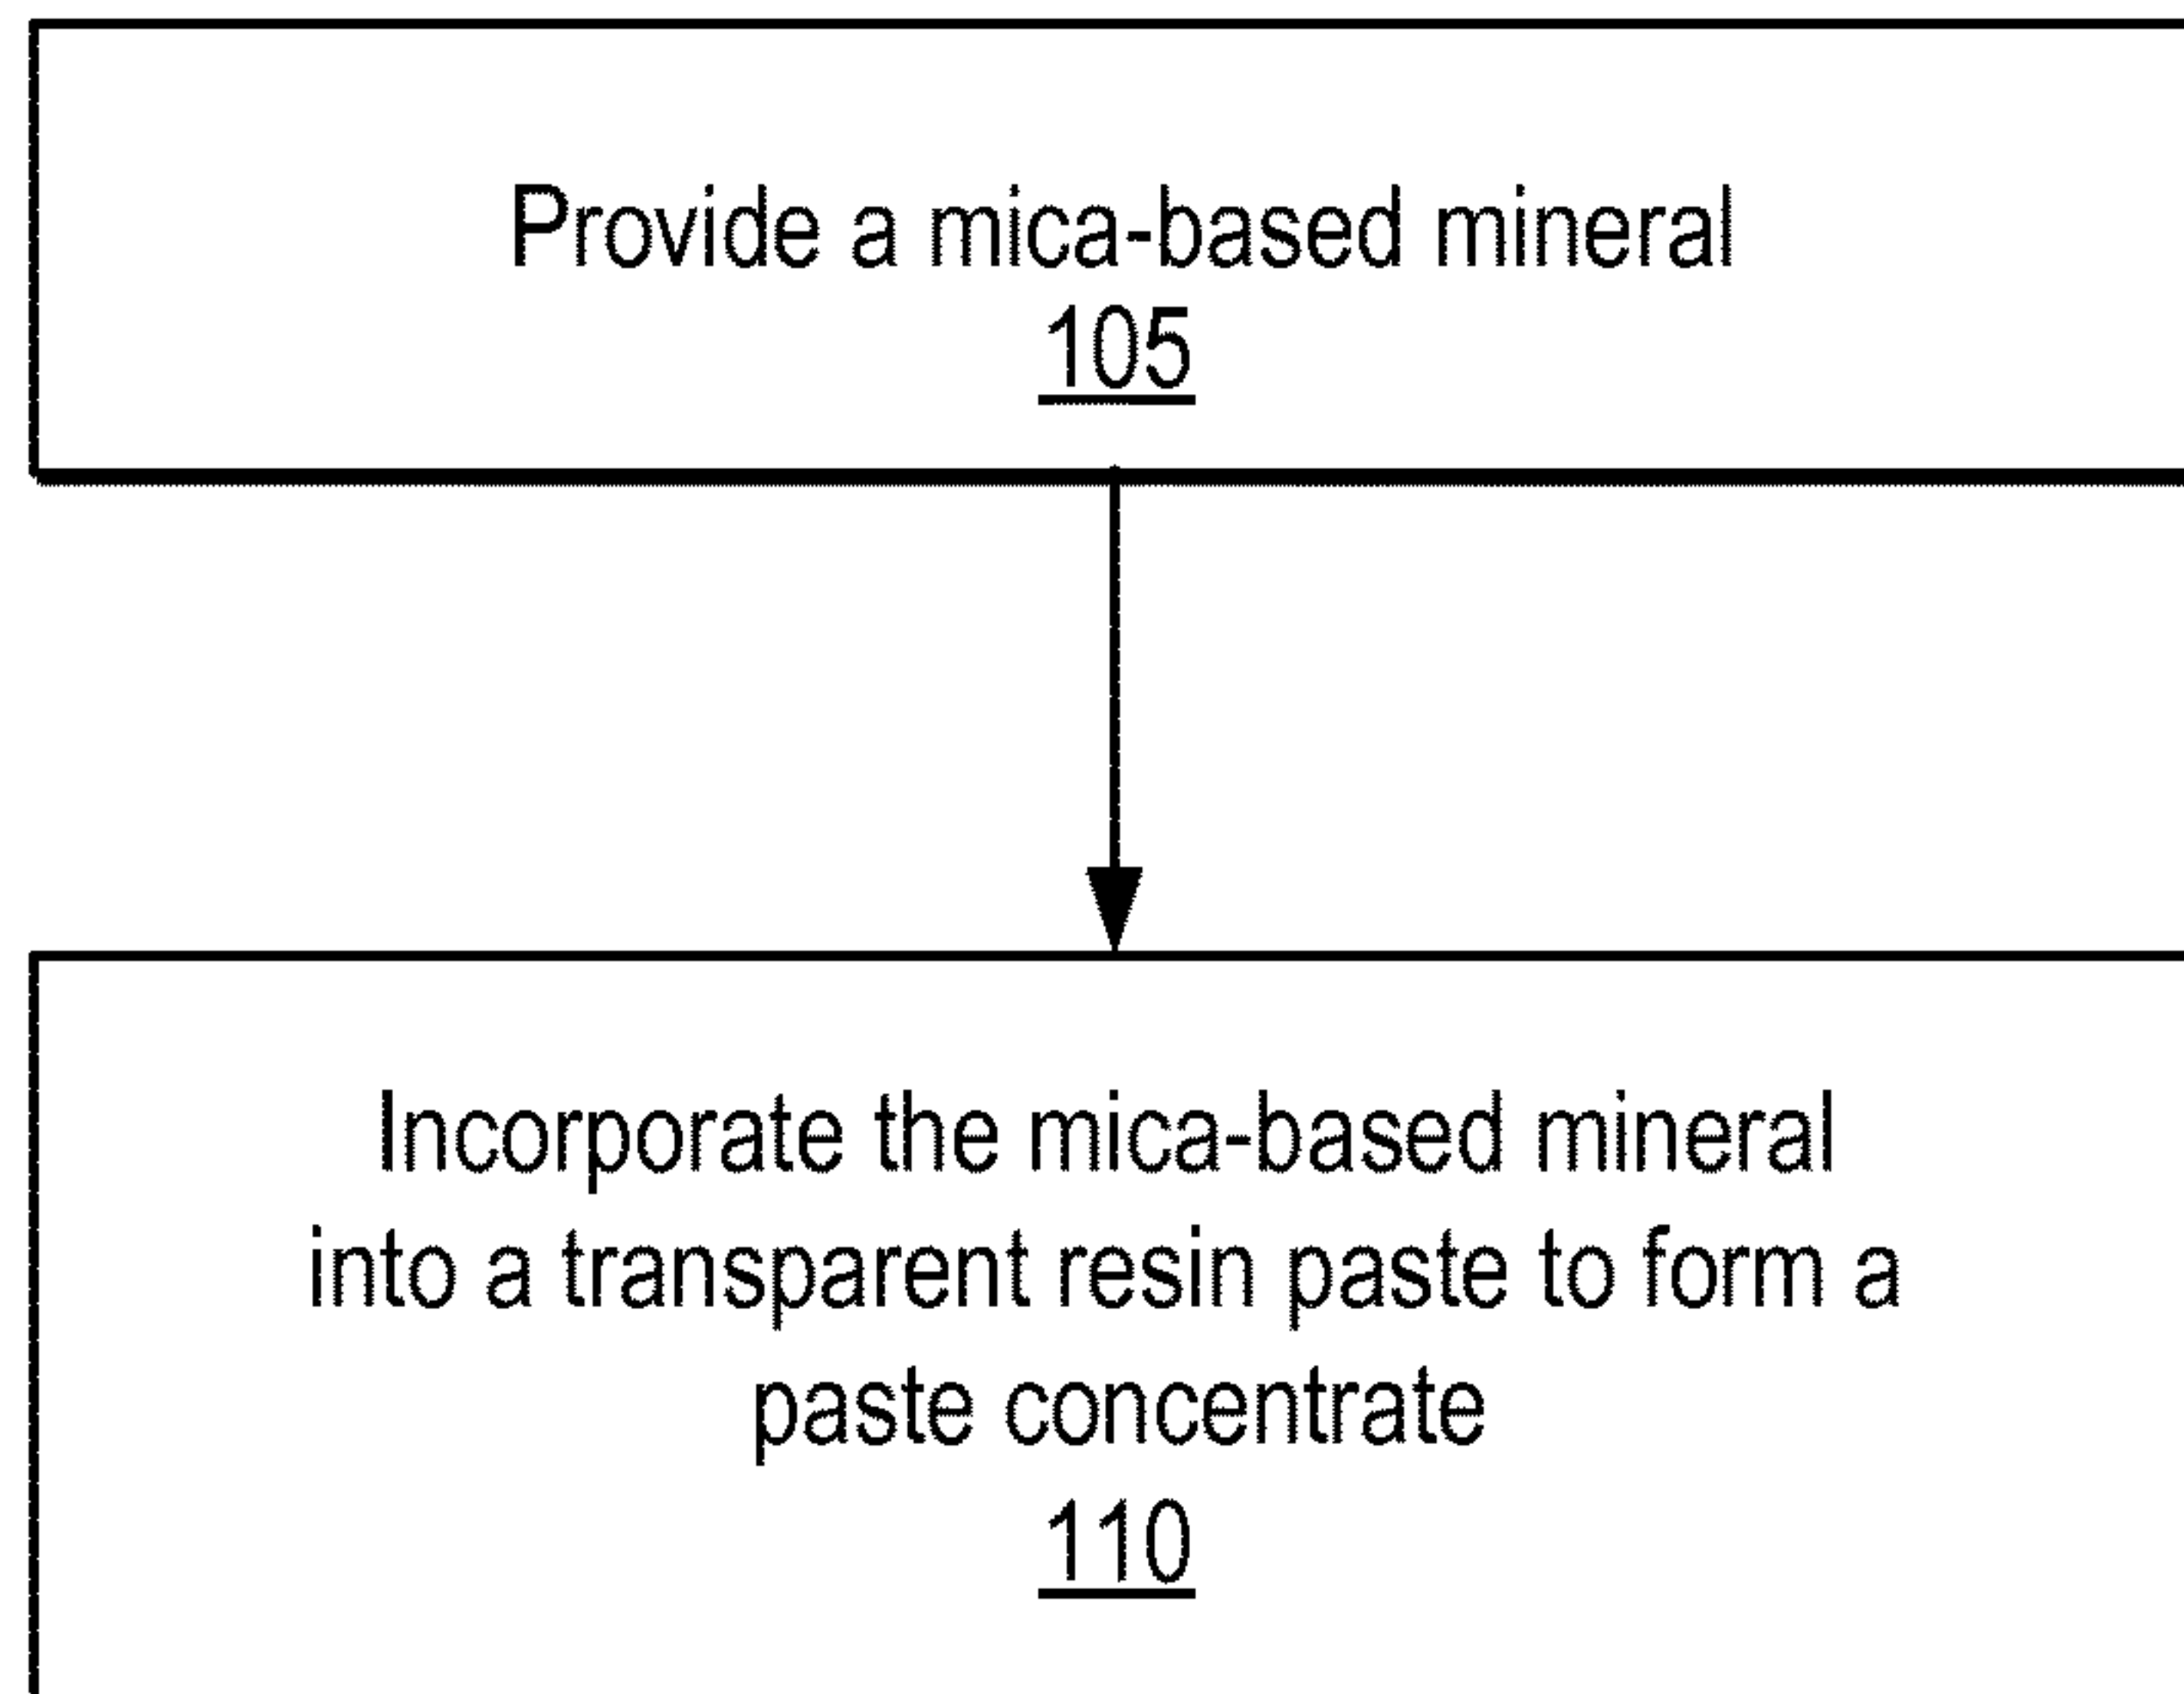 Provide a mica-based mineral
105
Incorporate the mica-based mineral
into a transparent resin paste to form a
paste concentrate
110